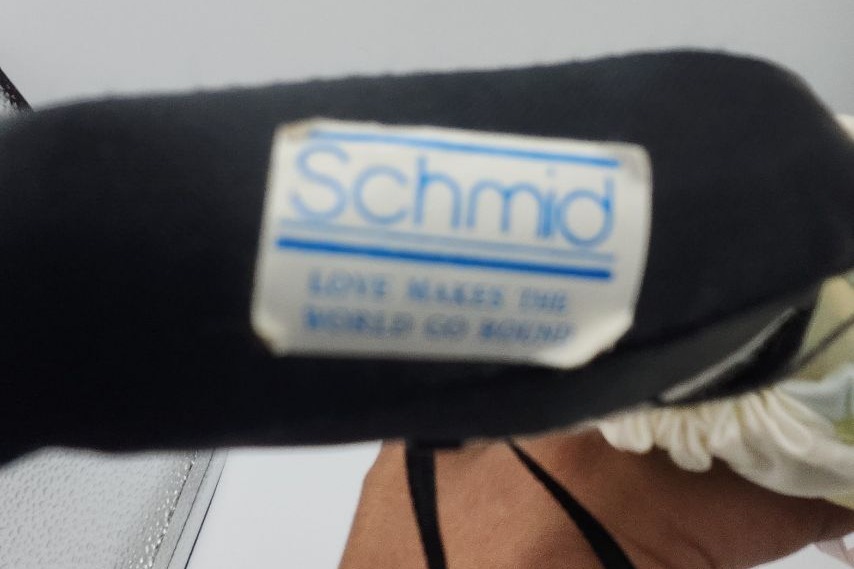 Schmid
LOVE MAKES THE
WORLD GO ROUND